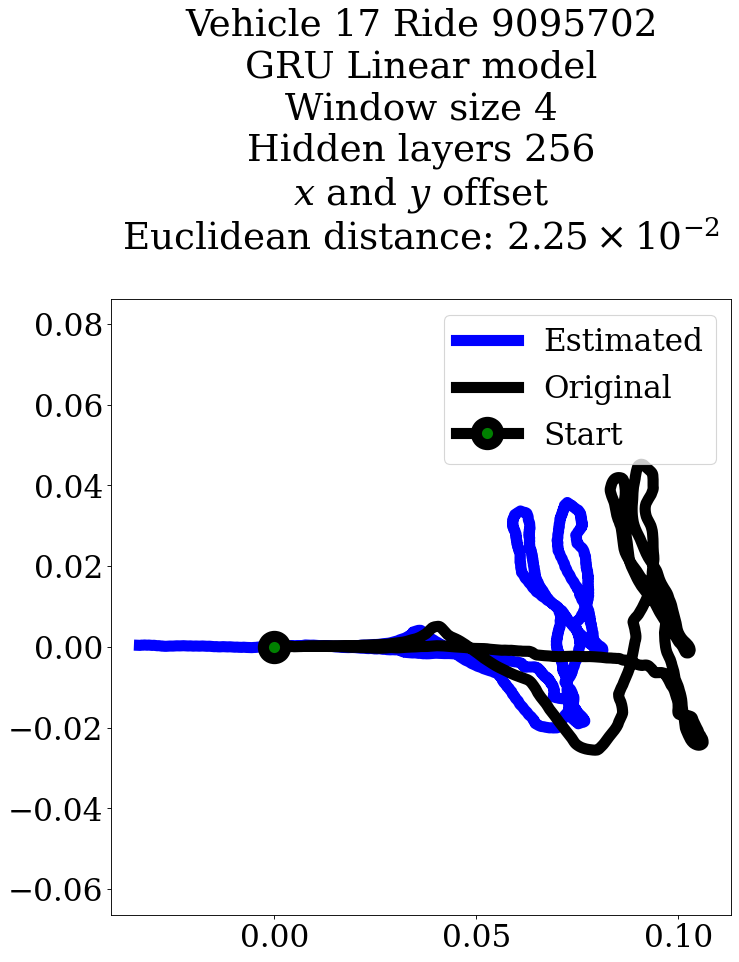 Vehicle 17 Ride 9095702
GRU Linear model
Window size 4
Hidden layers 256
x and y offset
Euclidean distance: 2.25 × 10⁻²
Estimated
Original
Start
0.08
0.06
0.04
0.02
0.00
−0.02
−0.04
−0.06
0.00 0.05 0.10